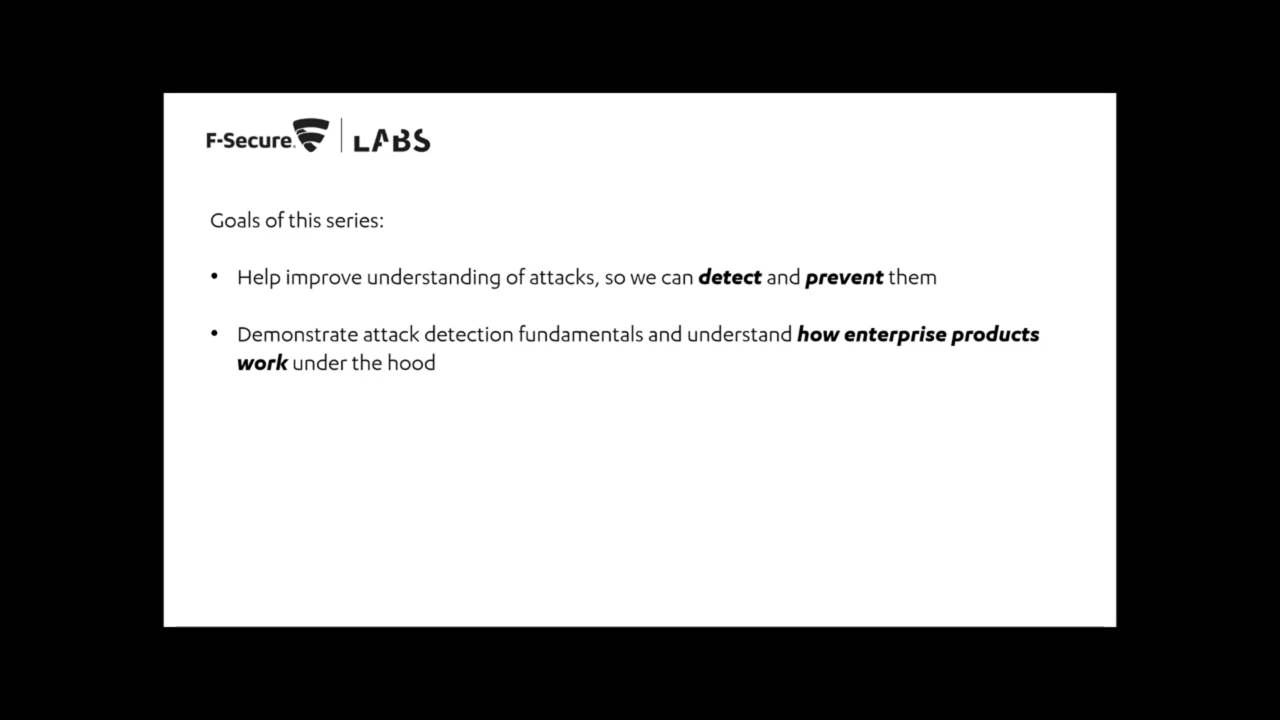 F-Secure. LABS
Goals of this series:
• Help improve understanding of attacks, so we can detect and prevent them
• Demonstrate attack detection fundamentals and understand how enterprise products
work under the hood